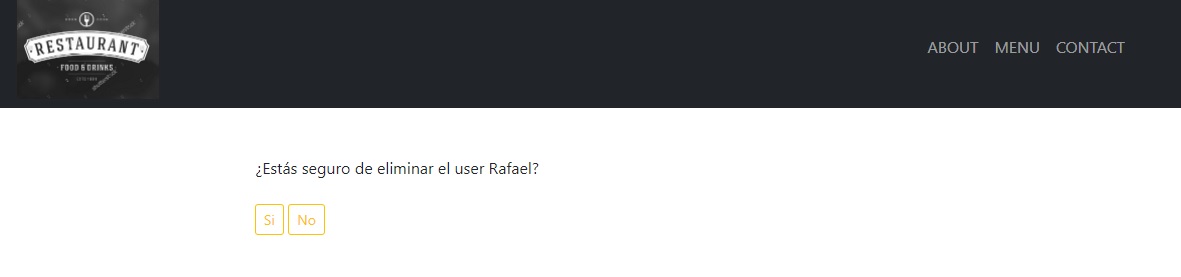 RESTAURANT
FOOD & DRINKS
ABOUT MENU CONTACT
¿Estás seguro de eliminar el user Rafael?
Si No